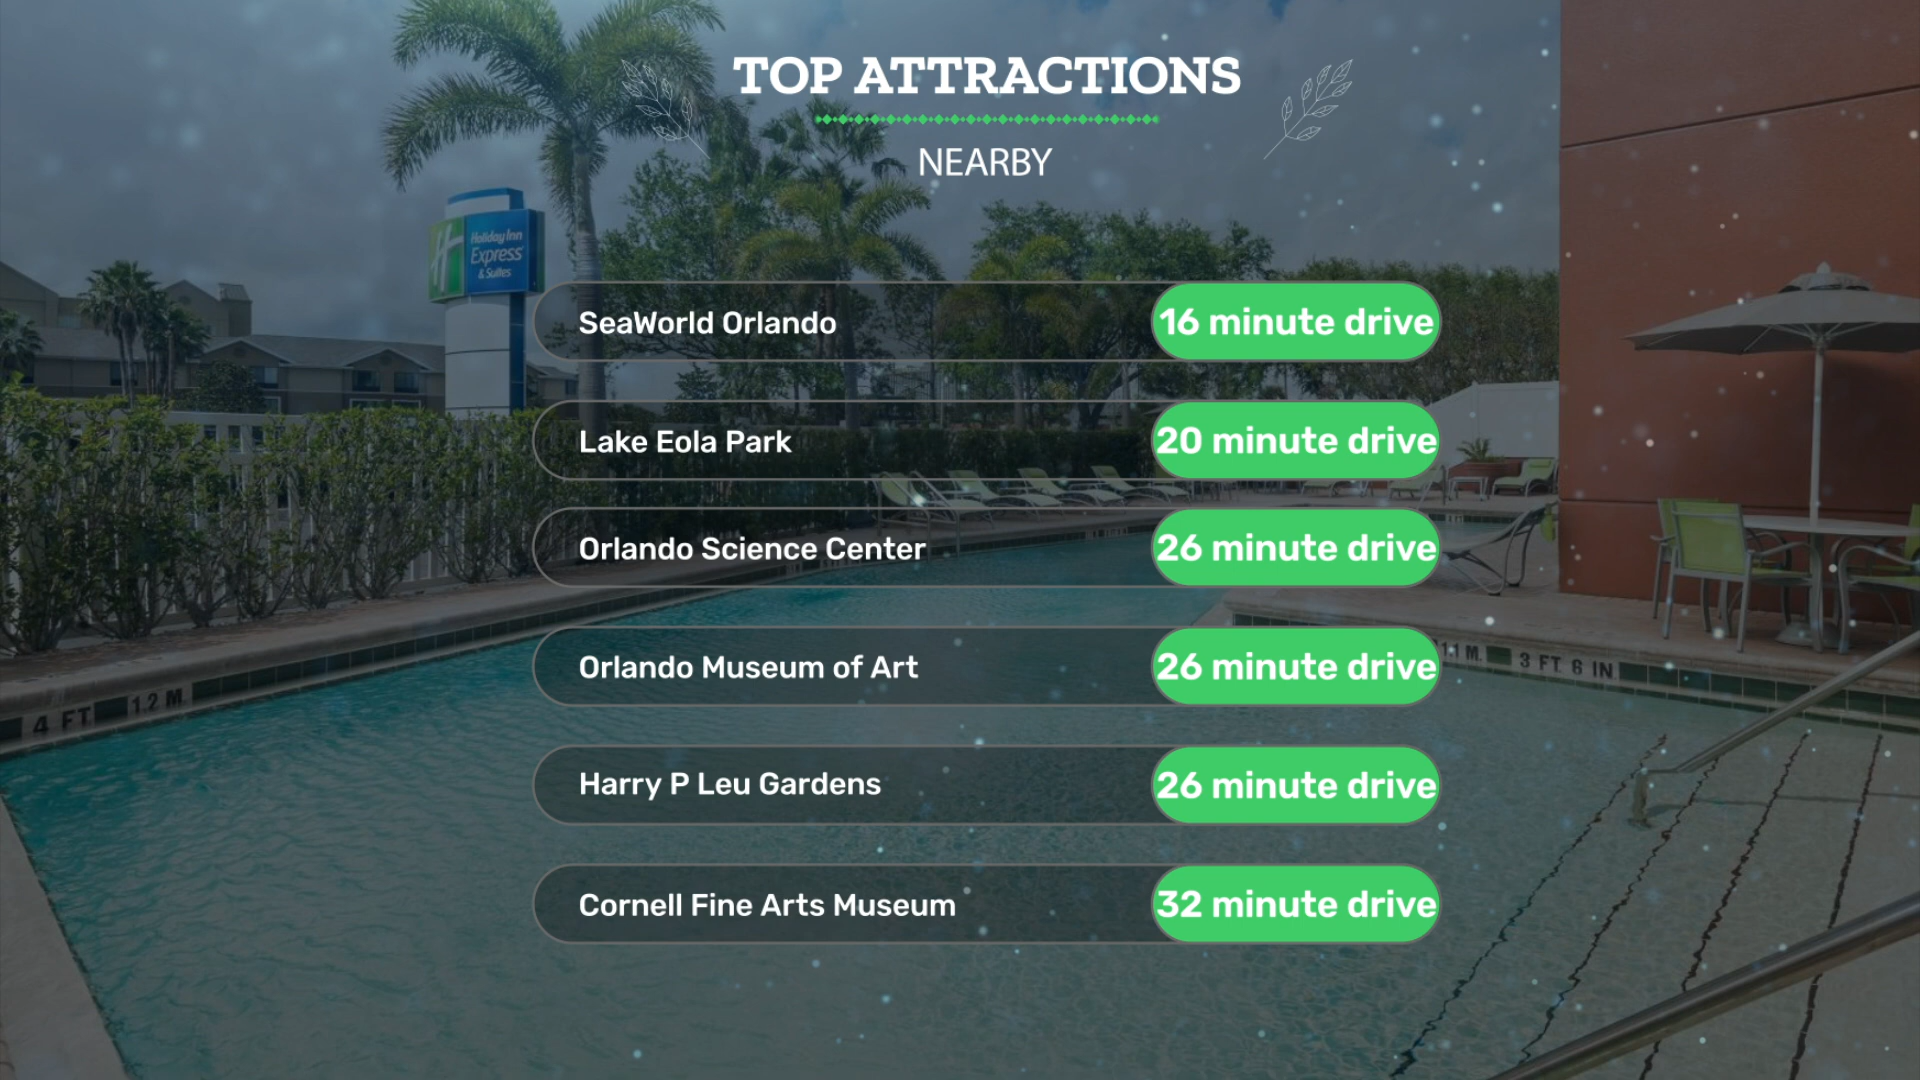 TOP ATTRACTIONS
NEARBY
Holiday Inn
Express
& Suites
SeaWorld Orlando 16 minute drive
Lake Eola Park 20 minute drive
Orlando Science Center 26 minute drive
Orlando Museum of Art 26 minute drive
1.1 M. 3 FT 6 IN
4 FT 1.2 M.
Harry P Leu Gardens 26 minute drive
Cornell Fine Arts Museum 32 minute drive